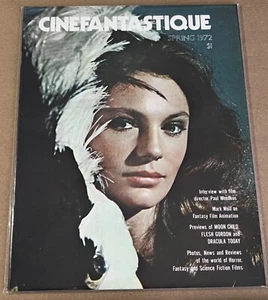 CINEFANTASTIQUE
SPRING 1972
$1
Interview with film
director, Paul Wendkos
Mark Wolf on
Fantasy Film Animation
Previews of MOON CHILD
FLESH GORDON and
DRACULA TODAY
Photos, News and Reviews
of the world of Horror,
Fantasy and Science Fiction Films